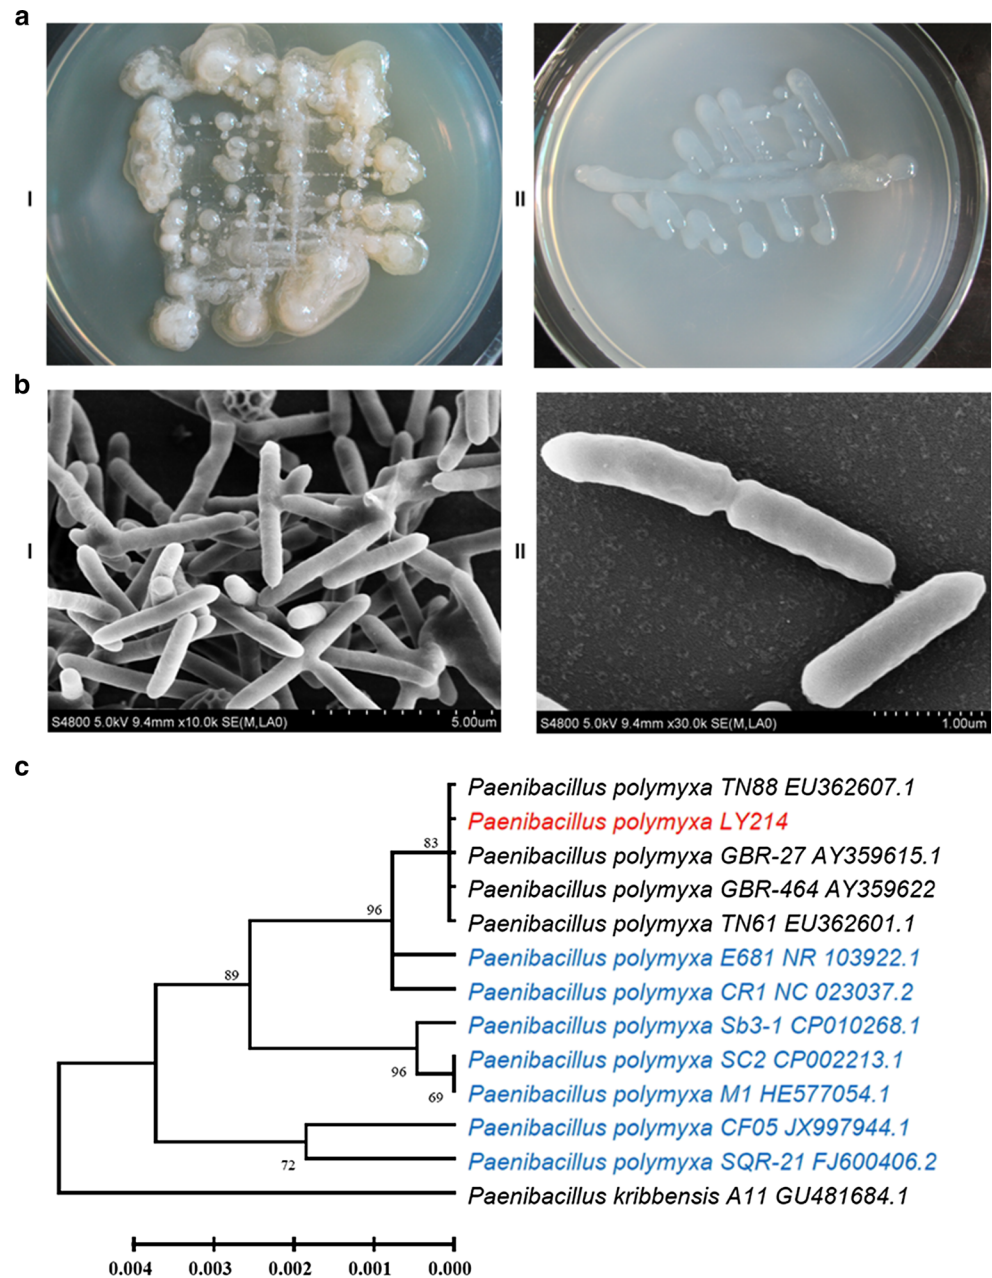 a
I
II
b
I
II
S4800 5.0kV 9.4mm x10.0k SE(M,LA0) 5.00um
S4800 5.0kV 9.4mm x30.0k SE(M,LA0) 1.00um
c
Paenibacillus polymyxa TN88 EU362607.1
Paenibacillus polymyxa LY214
Paenibacillus polymyxa GBR-27 AY359615.1
Paenibacillus polymyxa GBR-464 AY359622
Paenibacillus polymyxa TN61 EU362601.1
Paenibacillus polymyxa E681 NR 103922.1
Paenibacillus polymyxa CR1 NC 023037.2
Paenibacillus polymyxa Sb3-1 CP010268.1
Paenibacillus polymyxa SC2 CP002213.1
Paenibacillus polymyxa M1 HE577054.1
Paenibacillus polymyxa CF05 JX997944.1
Paenibacillus polymyxa SQR-21 FJ600406.2
Paenibacillus kribbensis A11 GU481684.1
83
96
89
96
69
72
0.004 0.003 0.002 0.001 0.000